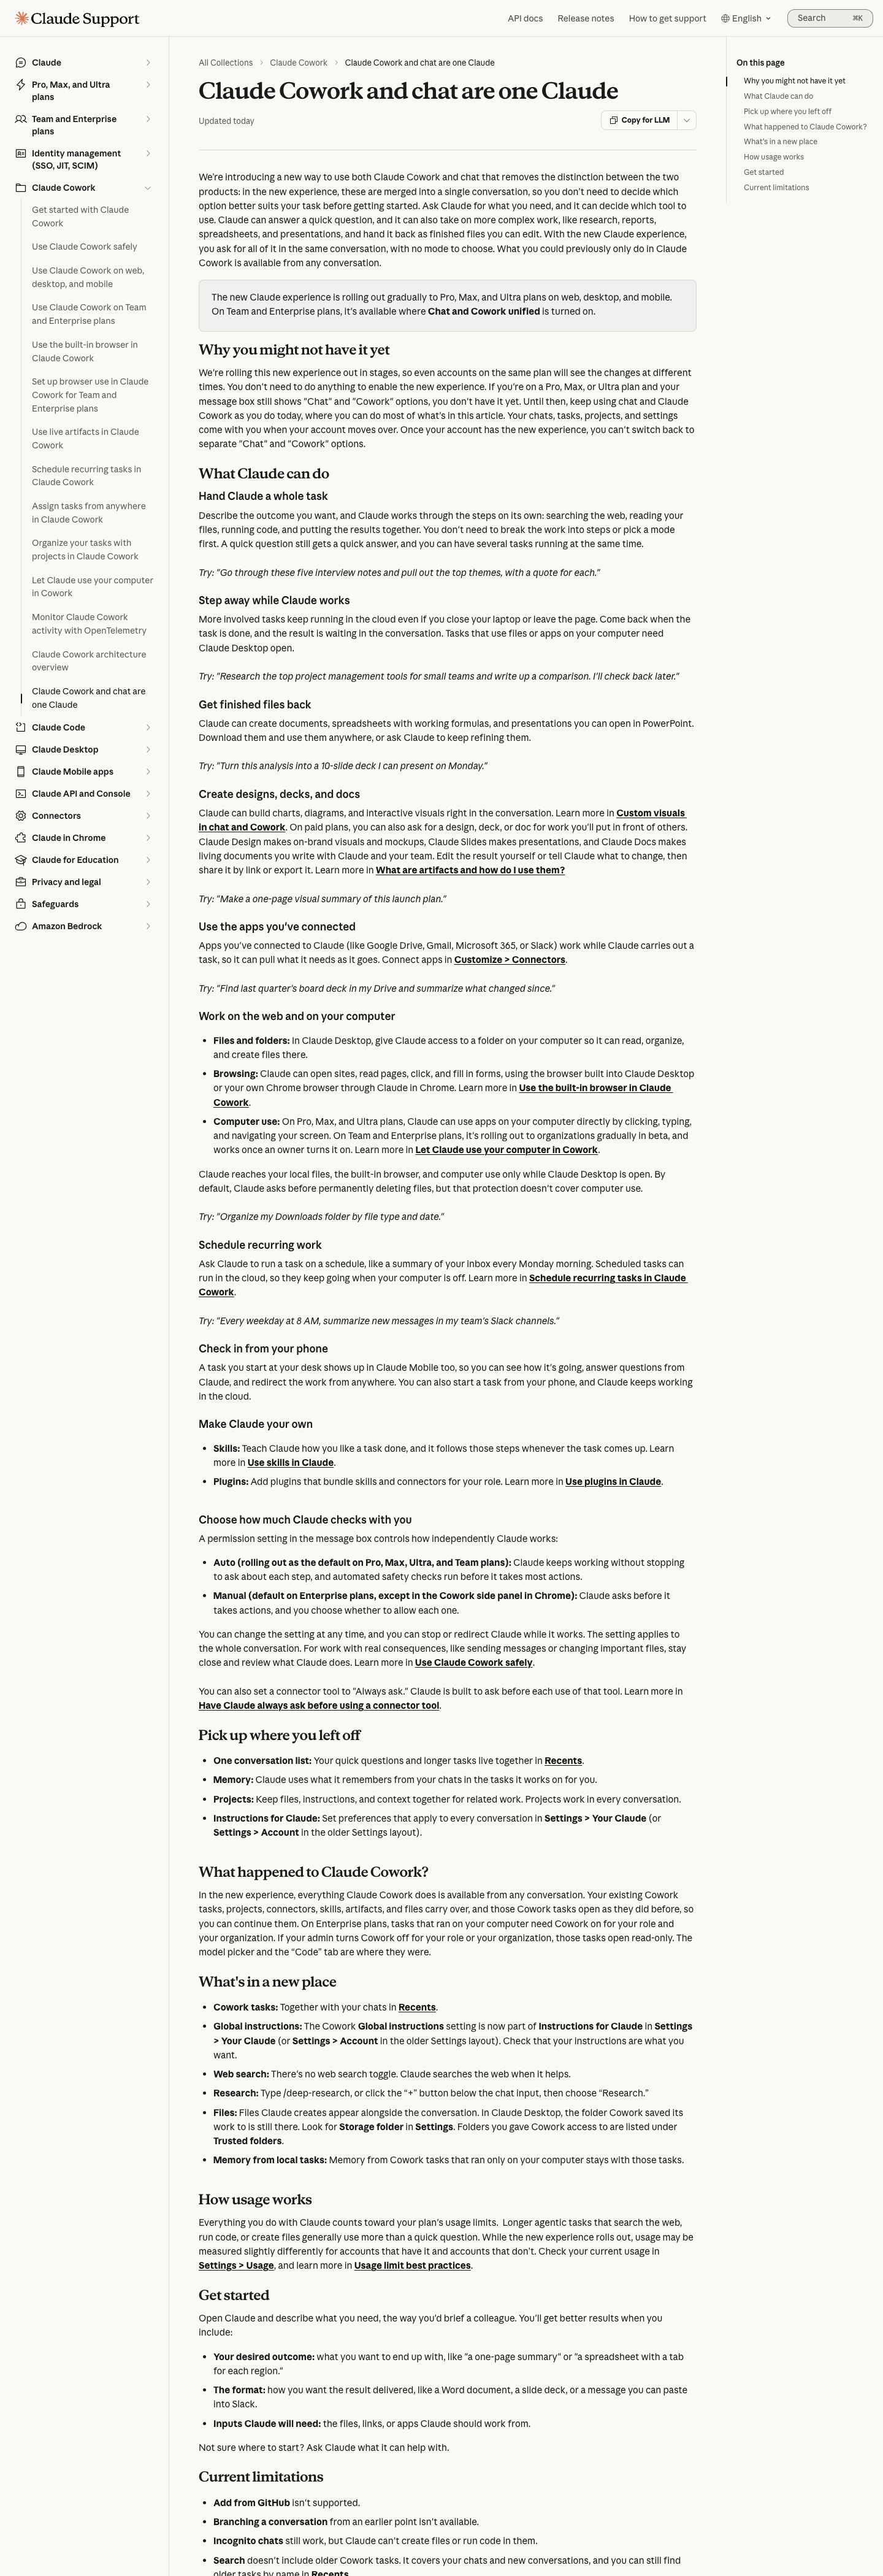 Claude Support
API docs
Release notes
How to get support
English
Search
⌘K
Claude
Pro, Max, and Ultra
plans
Team and Enterprise
plans
Identity management
(SSO, JIT, SCIM)
Claude Cowork
Get started with Claude
Cowork
Use Claude Cowork safely
Use Claude Cowork on web,
desktop, and mobile
Use Claude Cowork on Team
and Enterprise plans
Use the built-in browser in
Claude Cowork
Set up browser use in Claude
Cowork for Team and
Enterprise plans
Use live artifacts in Claude
Cowork
Schedule recurring tasks in
Claude Cowork
Assign tasks from anywhere
in Claude Cowork
Organize your tasks with
projects in Claude Cowork
Let Claude use your computer
in Cowork
Monitor Claude Cowork
activity with OpenTelemetry
Claude Cowork architecture
overview
Claude Cowork and chat are
one Claude
Claude Code
Claude Desktop
Claude Mobile apps
Claude API and Console
Connectors
Claude in Chrome
Claude for Education
Privacy and legal
Safeguards
Amazon Bedrock
All Collections
Claude Cowork
Claude Cowork and chat are one Claude
Claude Cowork and chat are one Claude
Updated today
Copy for LLM
We're introducing a new way to use both Claude Cowork and chat that removes the distinction between the two
products: in the new experience, these are merged into a single conversation, so you don't need to decide which
option better suits your task before getting started. Ask Claude for what you need, and it can decide which tool to
use. Claude can answer a quick question, and it can also take on more complex work, like research, reports,
spreadsheets, and presentations, and hand it back as finished files you can edit. With the new Claude experience,
you ask for all of it in the same conversation, with no mode to choose. What you could previously only do in Claude
Cowork is available from any conversation.
The new Claude experience is rolling out gradually to Pro, Max, and Ultra plans on web, desktop, and mobile.
On Team and Enterprise plans, it's available where Chat and Cowork unified is turned on.
Why you might not have it yet
We're rolling this new experience out in stages, so even accounts on the same plan will see the changes at different
times. You don't need to do anything to enable the new experience. If you're on a Pro, Max, or Ultra plan and your
message box still shows "Chat" and "Cowork" options, you don't have it yet. Until then, keep using chat and Claude
Cowork as you do today, where you can do most of what's in this article. Your chats, tasks, projects, and settings
come with you when your account moves over. Once your account has the new experience, you can't switch back to
separate "Chat" and "Cowork" options.
What Claude can do
Hand Claude a whole task
Describe the outcome you want, and Claude works through the steps on its own: searching the web, reading your
files, running code, and putting the results together. You don't need to break the work into steps or pick a mode
first. A quick question still gets a quick answer, and you can have several tasks running at the same time.
Try: "Go through these five interview notes and pull out the top themes, with a quote for each."
Step away while Claude works
More involved tasks keep running in the cloud even if you close your laptop or leave the page. Come back when the
task is done, and the result is waiting in the conversation. Tasks that use files or apps on your computer need
Claude Desktop open.
Try: "Research the top project management tools for small teams and write up a comparison. I'll check back later."
Get finished files back
Claude can create documents, spreadsheets with working formulas, and presentations you can open in PowerPoint.
Download them and use them anywhere, or ask Claude to keep refining them.
Try: "Turn this analysis into a 10-slide deck I can present on Monday."
Create designs, decks, and docs
Claude can build charts, diagrams, and interactive visuals right in the conversation. Learn more in Custom visuals
in chat and Cowork. On paid plans, you can also ask for a design, deck, or doc for work you'll put in front of others.
Claude Design makes on-brand visuals and mockups, Claude Slides makes presentations, and Claude Docs makes
living documents you write with Claude and your team. Edit the result yourself or tell Claude what to change, then
share it by link or export it. Learn more in What are artifacts and how do I use them?
Try: "Make a one-page visual summary of this launch plan."
Use the apps you've connected
Apps you've connected to Claude (like Google Drive, Gmail, Microsoft 365, or Slack) work while Claude carries out a
task, so it can pull what it needs as it goes. Connect apps in Customize > Connectors.
Try: "Find last quarter's board deck in my Drive and summarize what changed since."
Work on the web and on your computer
• Files and folders: In Claude Desktop, give Claude access to a folder on your computer so it can read, organize,
and create files there.
• Browsing: Claude can open sites, read pages, click, and fill in forms, using the browser built into Claude Desktop
or your own Chrome browser through Claude in Chrome. Learn more in Use the built-in browser in Claude
Cowork.
• Computer use: On Pro, Max, and Ultra plans, Claude can use apps on your computer directly by clicking, typing,
and navigating your screen. On Team and Enterprise plans, it's rolling out to organizations gradually in beta, and
works once an owner turns it on. Learn more in Let Claude use your computer in Cowork.
Claude reaches your local files, the built-in browser, and computer use only while Claude Desktop is open. By
default, Claude asks before permanently deleting files, but that protection doesn't cover computer use.
Try: "Organize my Downloads folder by file type and date."
Schedule recurring work
Ask Claude to run a task on a schedule, like a summary of your inbox every Monday morning. Scheduled tasks can
run in the cloud, so they keep going when your computer is off. Learn more in Schedule recurring tasks in Claude
Cowork.
Try: "Every weekday at 8 AM, summarize new messages in my team's Slack channels."
Check in from your phone
A task you start at your desk shows up in Claude Mobile too, so you can see how it's going, answer questions from
Claude, and redirect the work from anywhere. You can also start a task from your phone, and Claude keeps working
in the cloud.
Make Claude your own
• Skills: Teach Claude how you like a task done, and it follows those steps whenever the task comes up. Learn
more in Use skills in Claude.
• Plugins: Add plugins that bundle skills and connectors for your role. Learn more in Use plugins in Claude.
Choose how much Claude checks with you
A permission setting in the message box controls how independently Claude works:
• Auto (rolling out as the default on Pro, Max, Ultra, and Team plans): Claude keeps working without stopping
to ask about each step, and automated safety checks run before it takes most actions.
• Manual (default on Enterprise plans, except in the Cowork side panel in Chrome): Claude asks before it
takes actions, and you choose whether to allow each one.
You can change the setting at any time, and you can stop or redirect Claude while it works. The setting applies to
the whole conversation. For work with real consequences, like sending messages or changing important files, stay
close and review what Claude does. Learn more in Use Claude Cowork safely.
You can also set a connector tool to "Always ask." Claude is built to ask before each use of that tool. Learn more in
Have Claude always ask before using a connector tool.
Pick up where you left off
• One conversation list: Your quick questions and longer tasks live together in Recents.
• Memory: Claude uses what it remembers from your chats in the tasks it works on for you.
• Projects: Keep files, instructions, and context together for related work. Projects work in every conversation.
• Instructions for Claude: Set preferences that apply to every conversation in Settings > Your Claude (or
Settings > Account in the older Settings layout).
What happened to Claude Cowork?
In the new experience, everything Claude Cowork does is available from any conversation. Your existing Cowork
tasks, projects, connectors, skills, artifacts, and files carry over, and those Cowork tasks open as they did before, so
you can continue them. On Enterprise plans, tasks that ran on your computer need Cowork on for your role and
your organization. If your admin turns Cowork off for your role or your organization, those tasks open read-only. The
model picker and the "Code" tab are where they were.
What's in a new place
• Cowork tasks: Together with your chats in Recents.
• Global instructions: The Cowork Global instructions setting is now part of Instructions for Claude in Settings
> Your Claude (or Settings > Account in the older Settings layout). Check that your instructions are what you
want.
• Web search: There's no web search toggle. Claude searches the web when it helps.
• Research: Type /deep-research, or click the "+" button below the chat input, then choose "Research."
• Files: Files Claude creates appear alongside the conversation. In Claude Desktop, the folder Cowork saved its
work to is still there. Look for Storage folder in Settings. Folders you gave Cowork access to are listed under
Trusted folders.
• Memory from local tasks: Memory from Cowork tasks that ran only on your computer stays with those tasks.
How usage works
Everything you do with Claude counts toward your plan's usage limits. Longer agentic tasks that search the web,
run code, or create files generally use more than a quick question. While the new experience rolls out, usage may be
measured slightly differently for accounts that have it and accounts that don't. Check your current usage in
Settings > Usage, and learn more in Usage limit best practices.
Get started
Open Claude and describe what you need, the way you'd brief a colleague. You'll get better results when you
include:
• Your desired outcome: what you want to end up with, like "a one-page summary" or "a spreadsheet with a tab
for each region."
• The format: how you want the result delivered, like a Word document, a slide deck, or a message you can paste
into Slack.
• Inputs Claude will need: the files, links, or apps Claude should work from.
Not sure where to start? Ask Claude what it can help with.
Current limitations
• Add from GitHub isn't supported.
• Branching a conversation from an earlier point isn't available.
• Incognito chats still work, but Claude can't create files or run code in them.
• Search doesn't include older Cowork tasks. It covers your chats and new conversations, and you can still find
older tasks by name in Recents.
On this page
Why you might not have it yet
What Claude can do
Pick up where you left off
What happened to Claude Cowork?
What's in a new place
How usage works
Get started
Current limitations